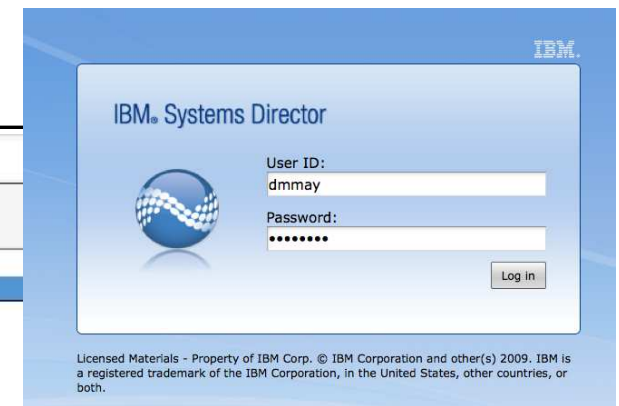 IBM.
IBM® Systems Director
User ID:
dmmay
Password:
••••••••
Log in
Licensed Materials - Property of IBM Corp. © IBM Corporation and other(s) 2009. IBM is
a registered trademark of the IBM Corporation, in the United States, other countries, or
both.